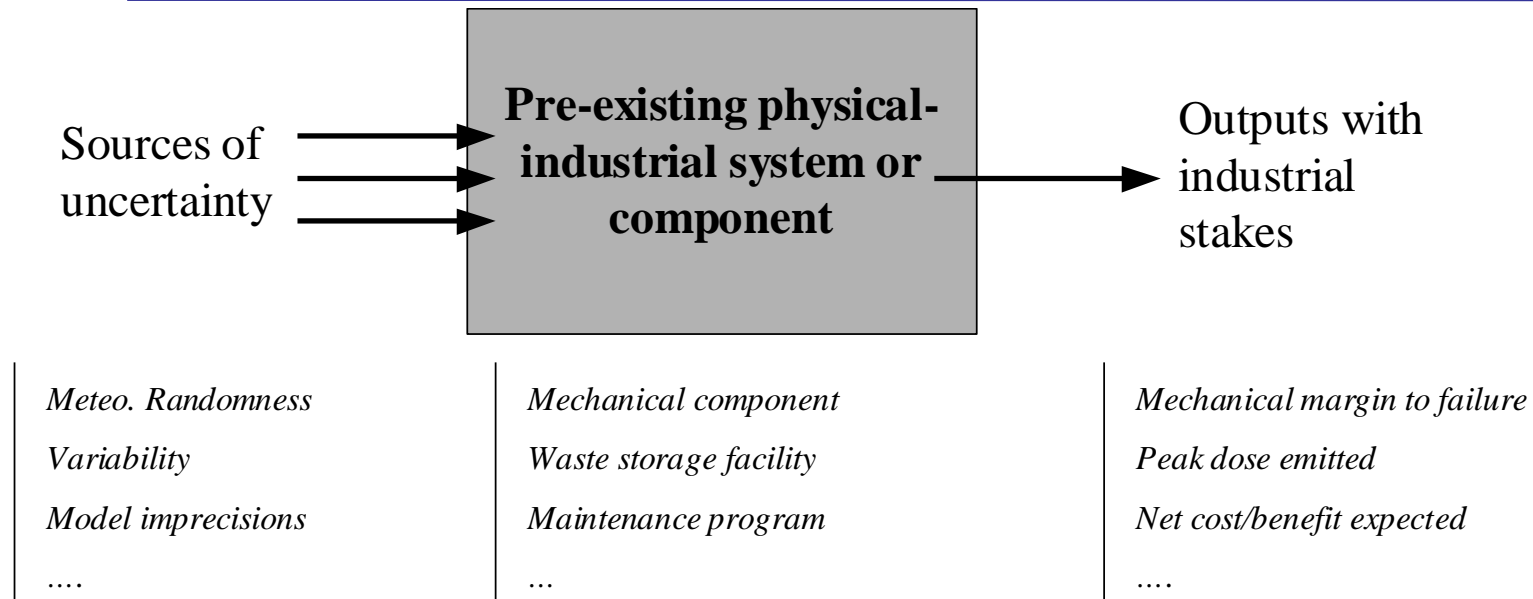 Sources of
uncertainty
Pre-existing physical-
industrial system or
component
Outputs with
industrial
stakes
Meteo. Randomness
Variability
Model imprecisions
….
Mechanical component
Waste storage facility
Maintenance program
…
Mechanical margin to failure
Peak dose emitted
Net cost/benefit expected
….